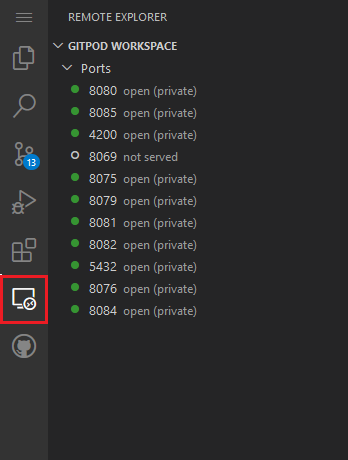 REMOTE EXPLORER
GITPOD WORKSPACE
Ports
8080 open (private)
8085 open (private)
4200 open (private)
8069 not served
13
8075 open (private)
8079 open (private)
8081 open (private)
8082 open (private)
5432 open (private)
8076 open (private)
8084 open (private)